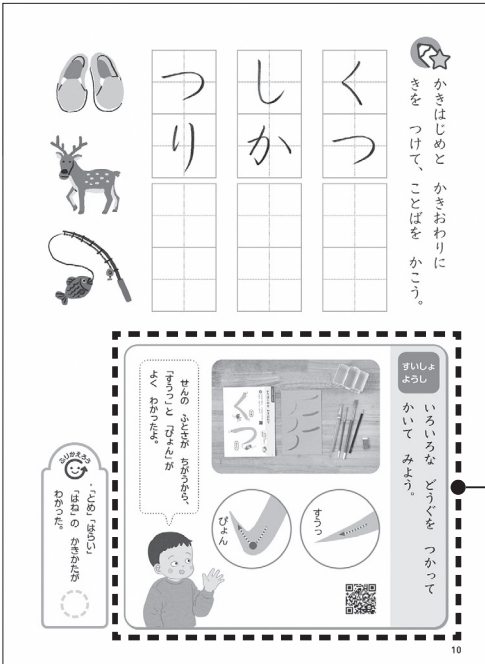 かきはじめと　かきおわりに
きを　つけて、ことばを　かこう。
くつ
しか
つり
すいしょ
ようし
いろいろな　どうぐを　つかって
かいて　みよう。
すうっ
ぴょん
くつ
せんの　ふとさが　ちがうから、
「すうっ」と　「ぴょん」が
よく　わかったよ。
ふりかえろう
・「とめ」「はらい」
「はね」の　かきかたが
わかった。
10